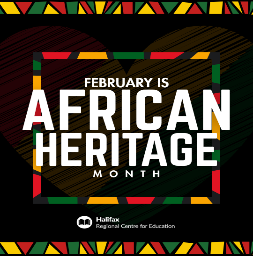 FEBRUARY IS
AFRICAN
HERITAGE
MONTH
Halifax
Regional Centre for Education